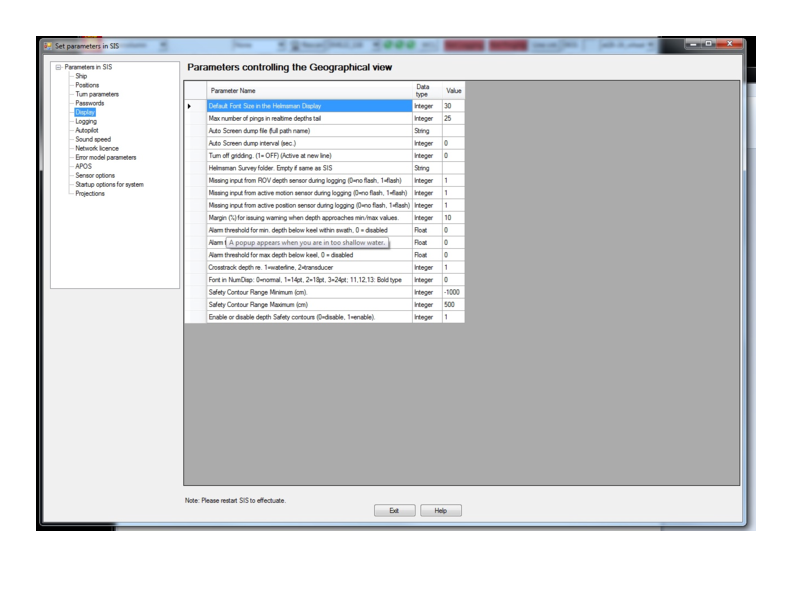 Set parameters in SIS
Parameters in SIS
Ship
Positions
Turn parameters
Passwords
Display
Logging
Autopilot
Sound speed
Network licence
Error model parameters
APOS
Sensor options
Startup options for system
Projections
Parameters controlling the Geographical view
Parameter Name Data type Value
Default Font Size in the Helmsman Display Integer 30
Max number of pings in realtime depths tail Integer 25
Auto Screen dump file (full path name) String
Auto Screen dump interval (sec.) Integer 0
Turn off gridding. (1= OFF) (Active at new line) Integer 0
Helmsman Survey folder. Empty if same as SIS String
Missing input from ROV depth sensor during logging (0=no flash, 1=flash) Integer 1
Missing input from active motion sensor during logging (0=no flash, 1=flash) Integer 1
Missing input from active position sensor during logging (0=no flash, 1=flash) Integer 1
Margin (%) for issuing warning when depth approaches min/max values. Integer 10
Alarm threshold for min. depth below keel within swath, 0 = disabled Float 0
Alarm A popup appears when you are in too shallow water. Float 0
Alarm threshold for max depth below keel, 0 = disabled Float 0
Crosstrack depth re. 1=waterline, 2=transducer Integer 1
Font in NumDisp: 0=normal, 1=14pt, 2=18pt, 3=24pt; 11,12,13: Bold type Integer 0
Safety Contour Range Minimum (cm). Integer -1000
Safety Contour Range Maximum (cm) Integer 500
Enable or disable depth Safety contours (0=disable, 1=enable). Integer 1
Note: Please restart SIS to effectuate.
Exit Help